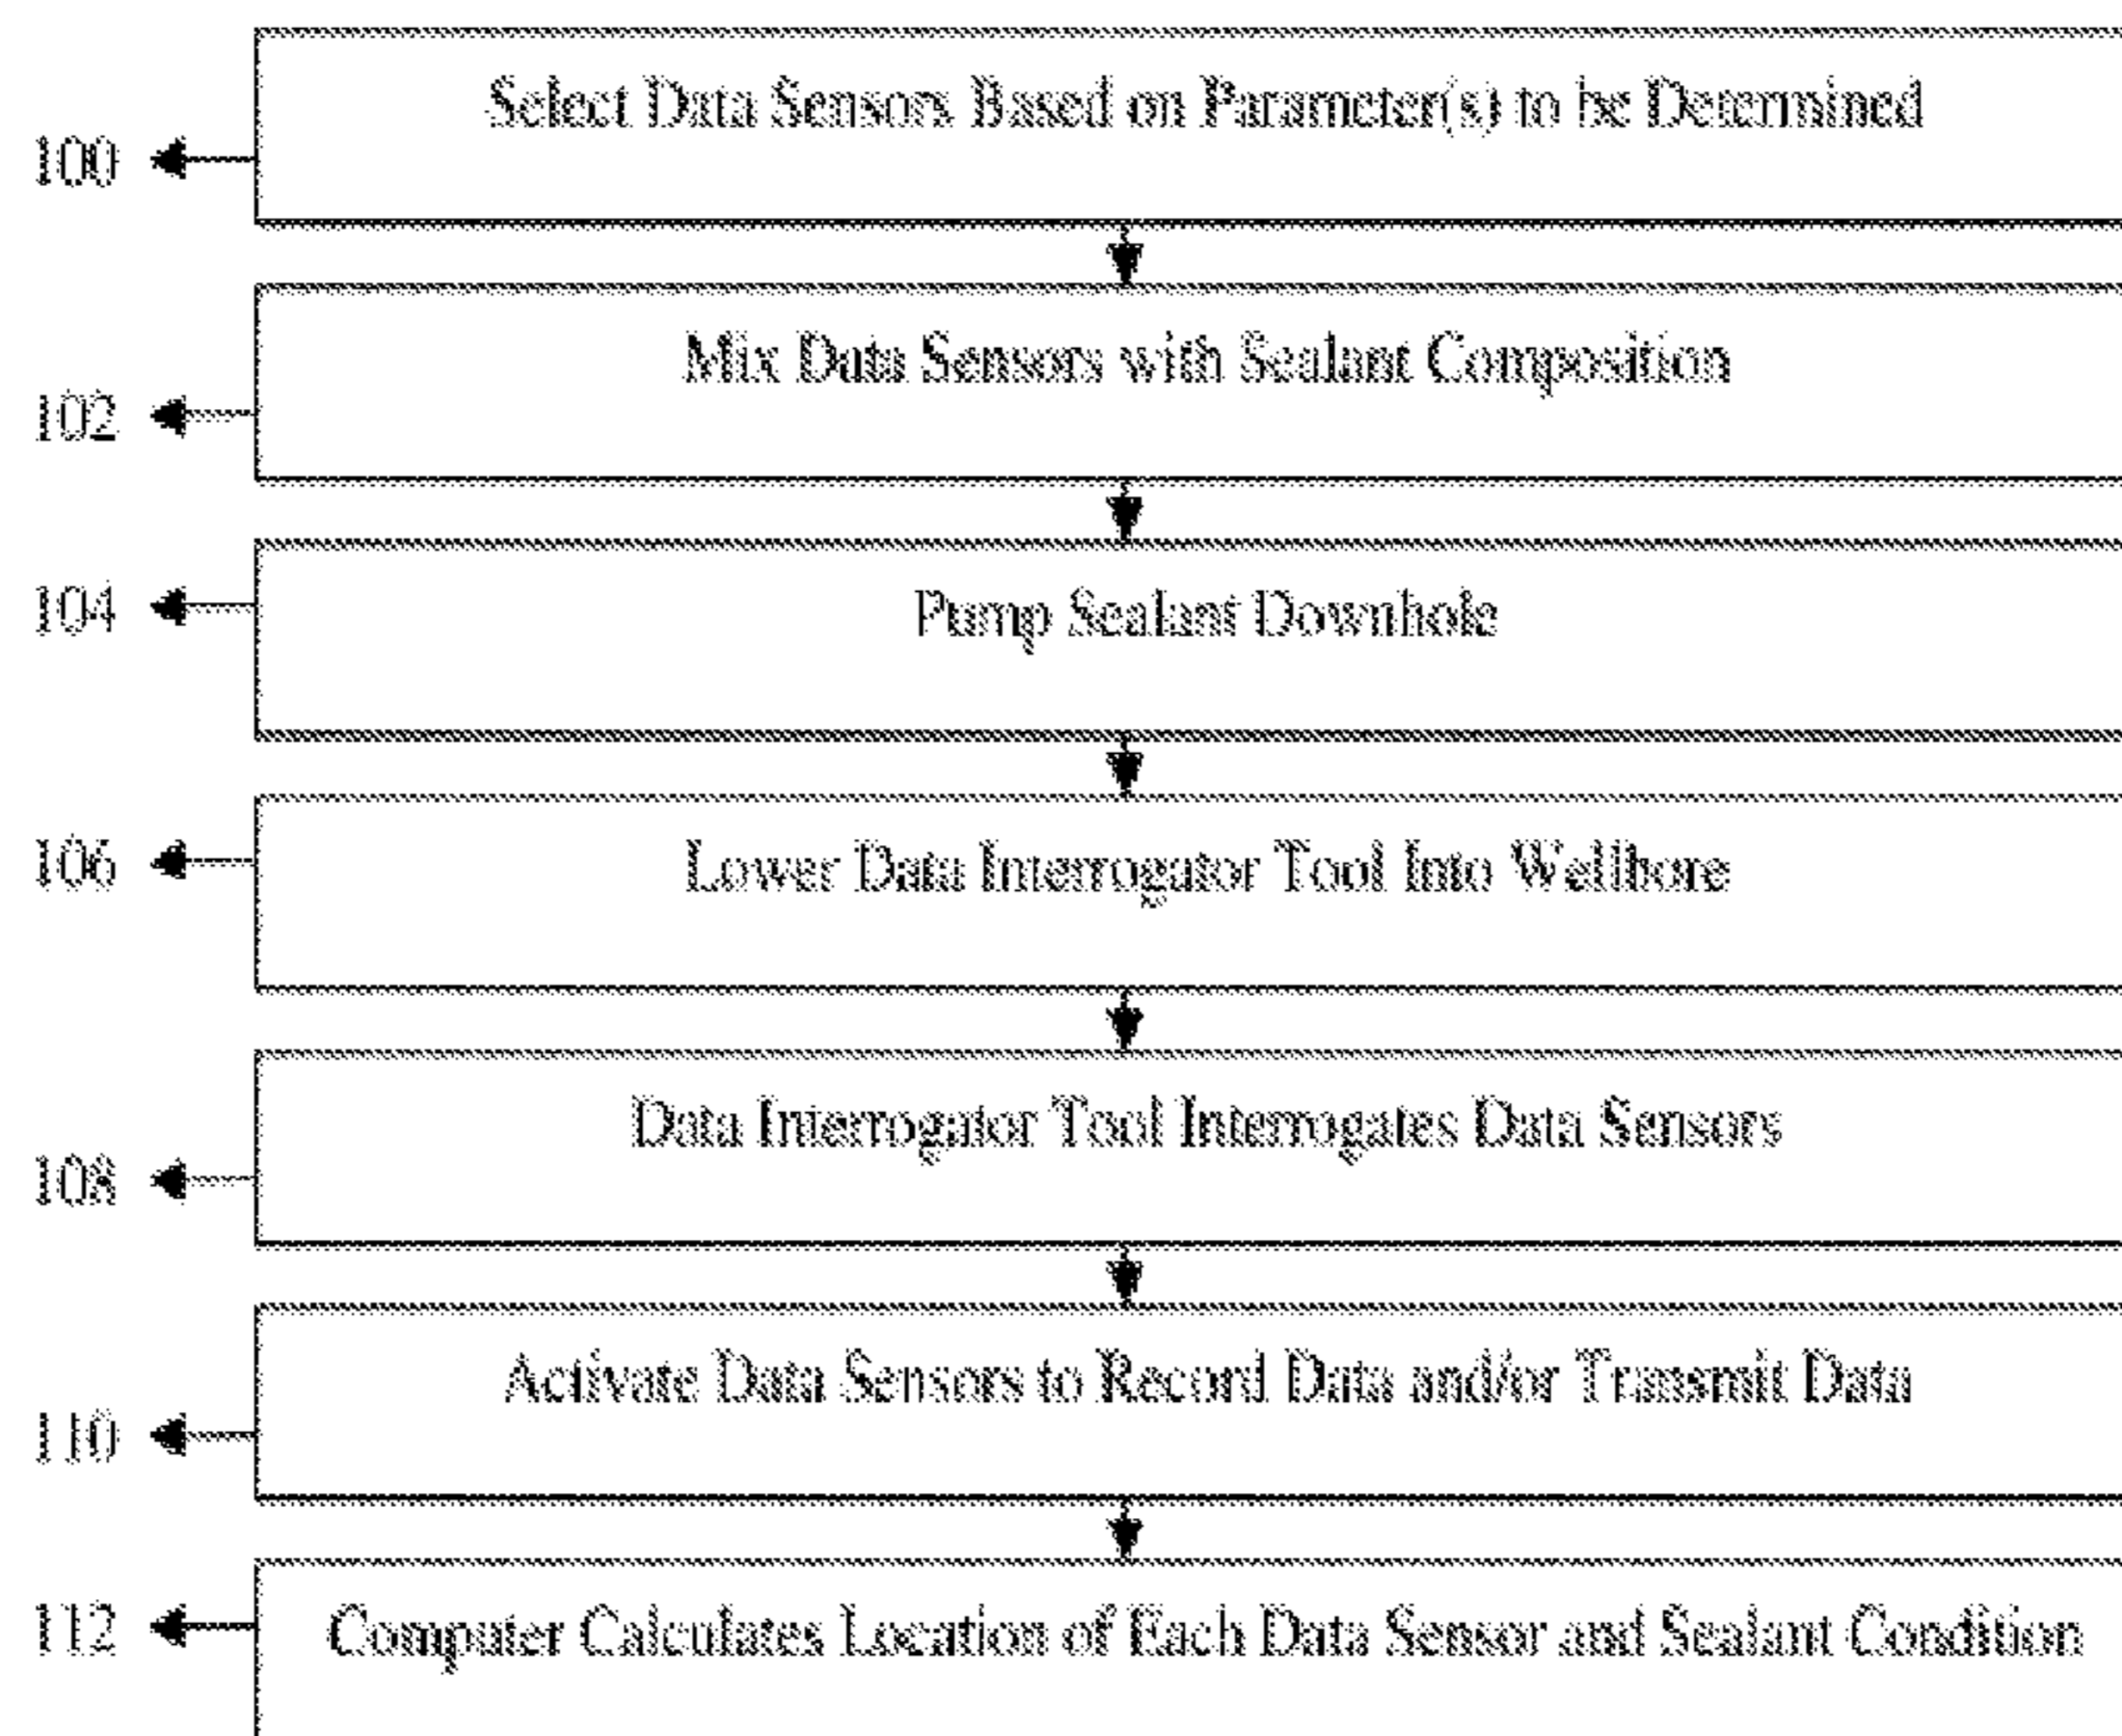 Select Data Sensors Based on Parameter(s) to be Determined
100
Mix Data Sensors with Sealant Composition
102
Pump Sealant Downhole
104
Lower Data Interrogator Tool Into Wellbore
106
Data Interrogator Tool Interrogates Data Sensors
108
Activate Data Sensors to Record Data and/or Transmit Data
110
Computer Calculates Location of Each Data Sensor and Sealant Condition
112